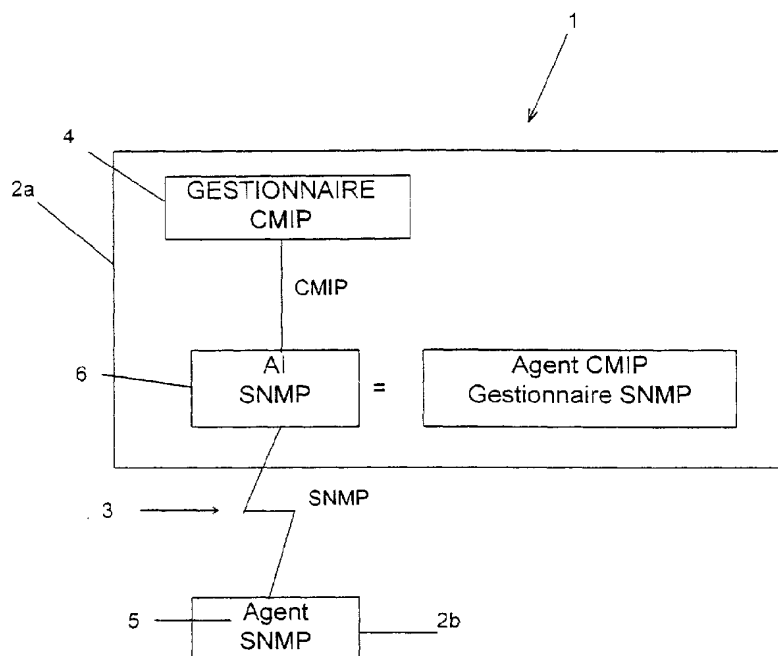 1
4
2a
GESTIONNAIRE
CMIP
CMIP
6
AI
SNMP
=
Agent CMIP
Gestionnaire SNMP
3
SNMP
5
Agent
SNMP
2b